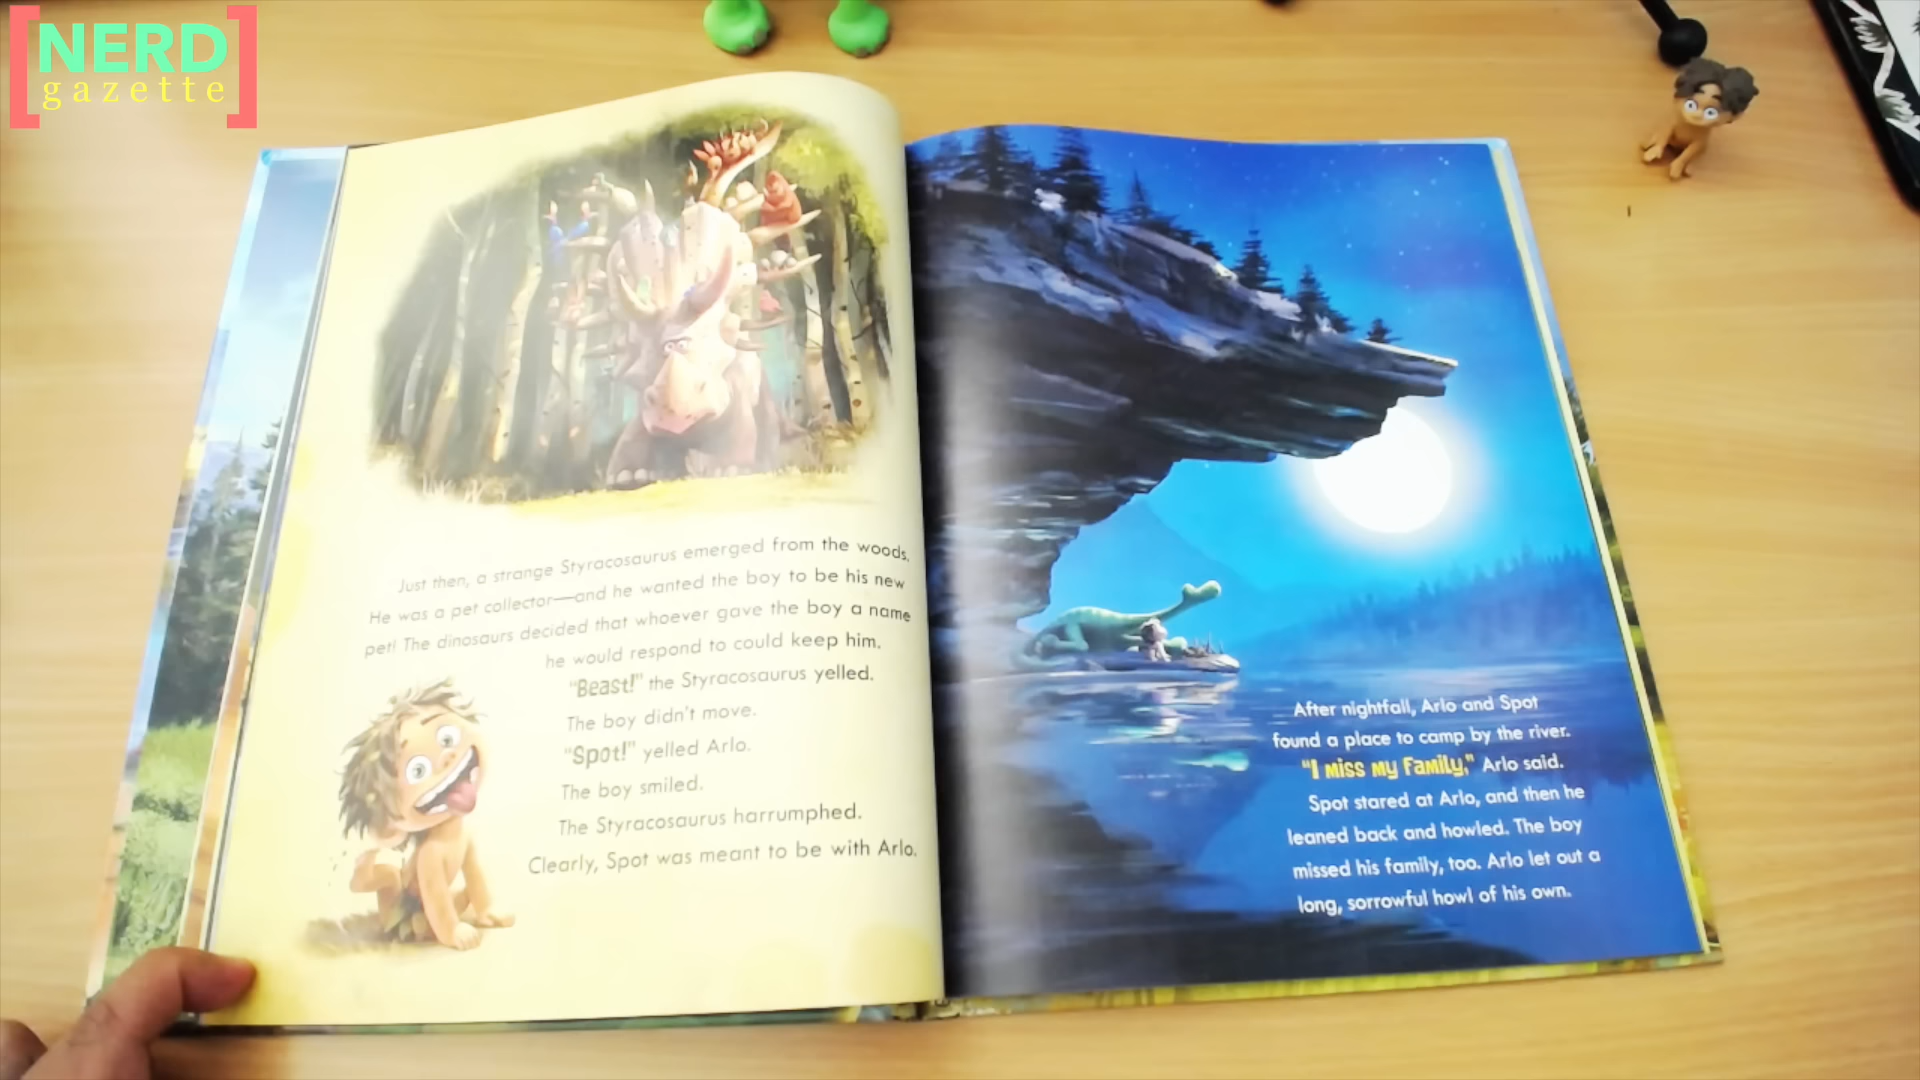 [NERD
gazette]
Just then, a strange Styracosaurus emerged from the woods.
He was a pet collector—and he wanted the boy to be his new
pet! The dinosaurs decided that whoever gave the boy a name
he would respond to could keep him.
"Beast!" the Styracosaurus yelled.
The boy didn't move.
"Spot!" yelled Arlo.
The boy smiled.
The Styracosaurus harrumphed.
Clearly, Spot was meant to be with Arlo.
After nightfall, Arlo and Spot
found a place to camp by the river.
"I miss my family," Arlo said.
Spot stared at Arlo, and then he
leaned back and howled. The boy
missed his family, too. Arlo let out a
long, sorrowful howl of his own.